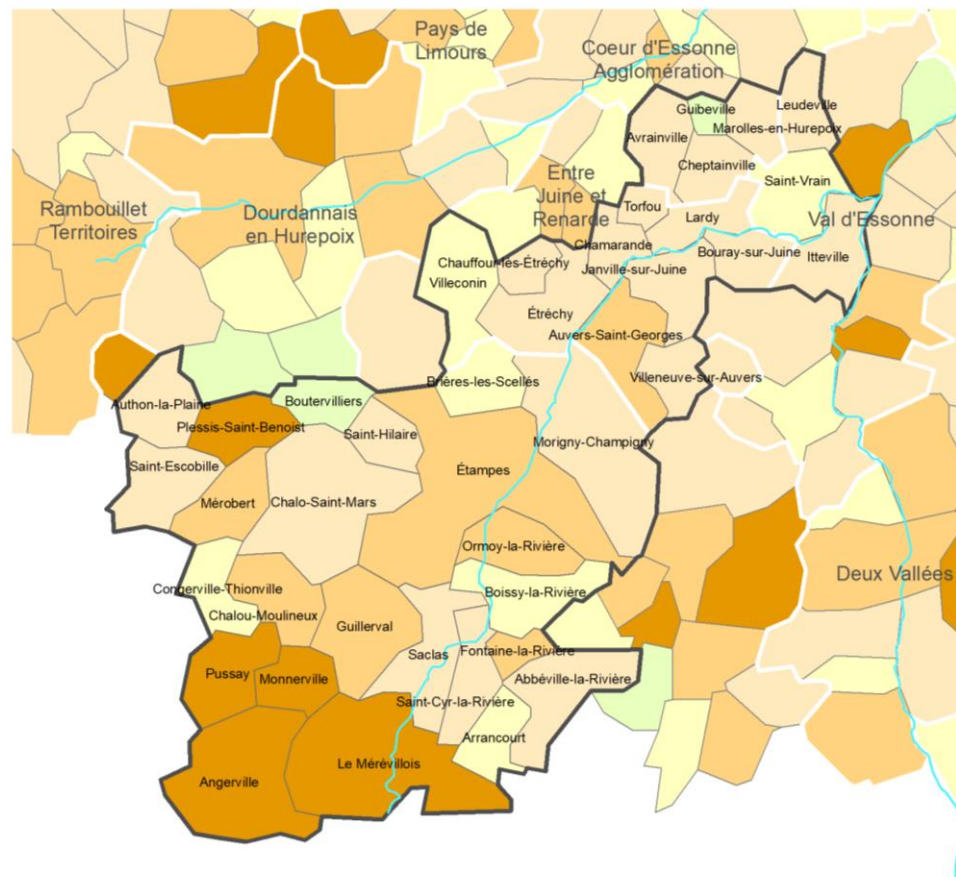 Pays de
Limours
Coeur d'Essonne
Agglomération
Guibeville
Leudeville
Avrainville
Marolles-en-Hurepoix
Cheptainville
Saint-Vrain
Entre
Juine et
Renarde
Rambouillet
Territoires
Dourdannais
en Hurepoix
Torfou
Lardy
Val d'Essonne
Chamarande
Bouray-sur-Juine
Itteville
Chauffour-lès-Étréchy
Janville-sur-Juine
Villeconin
Étréchy
Auvers-Saint-Georges
Brières-les-Scellés
Villeneuve-sur-Auvers
Authon-la-Plaine
Boutervilliers
Plessis-Saint-Benoist
Saint-Hilaire
Morigny-Champigny
Saint-Escobille
Étampes
Mérobert
Chalo-Saint-Mars
Ormoy-la-Rivière
Deux Vallées
Congerville-Thionville
Boissy-la-Rivière
Chalou-Moulineux
Guillerval
Saclas
Fontaine-la-Rivière
Pussay
Monnerville
Abbéville-la-Rivière
Saint-Cyr-la-Rivière
Arrancourt
Le Mérévillois
Angerville